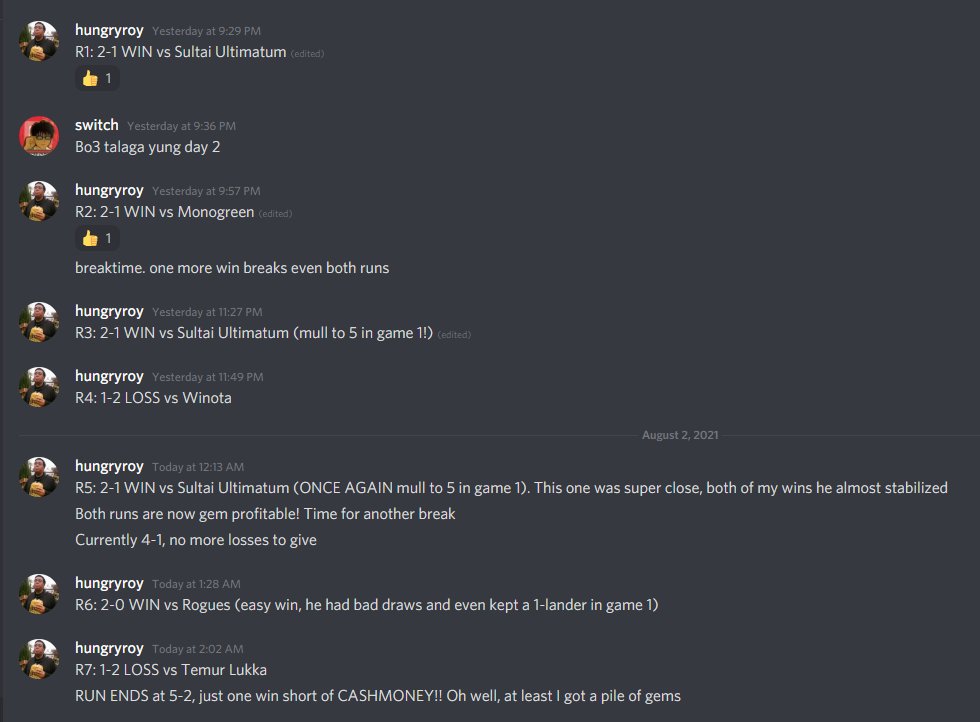 hungryroy Yesterday at 9:29 PM
R1: 2-1 WIN vs Sultai Ultimatum (edited)
1
switch Yesterday at 9:36 PM
Bo3 talaga yung day 2
hungryroy Yesterday at 9:57 PM
R2: 2-1 WIN vs Monogreen (edited)
1
breaktime. one more win breaks even both runs
hungryroy Yesterday at 11:27 PM
R3: 2-1 WIN vs Sultai Ultimatum (mull to 5 in game 1!) (edited)
hungryroy Yesterday at 11:49 PM
R4: 1-2 LOSS vs Winota
August 2, 2021
hungryroy Today at 12:13 AM
R5: 2-1 WIN vs Sultai Ultimatum (ONCE AGAIN mull to 5 in game 1). This one was super close, both of my wins he almost stabilized
Both runs are now gem profitable! Time for another break
Currently 4-1, no more losses to give
hungryroy Today at 1:28 AM
R6: 2-0 WIN vs Rogues (easy win, he had bad draws and even kept a 1-lander in game 1)
hungryroy Today at 2:02 AM
R7: 1-2 LOSS vs Temur Lukka
RUN ENDS at 5-2, just one win short of CASHMONEY!! Oh well, at least I got a pile of gems